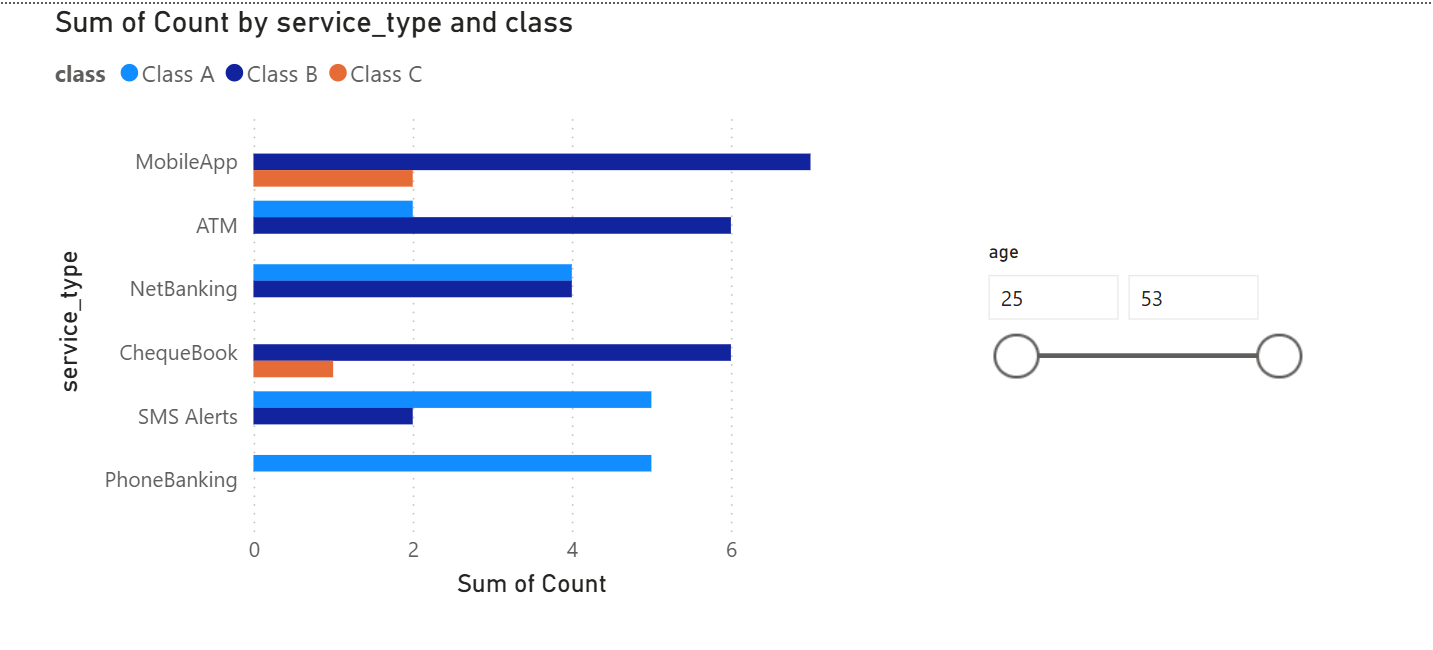 Sum of Count by service_type and class
class Class A Class B Class C
MobileApp
ATM
NetBanking
ChequeBook
SMS Alerts
PhoneBanking
service_type
0 2 4 6
Sum of Count
age
25 53